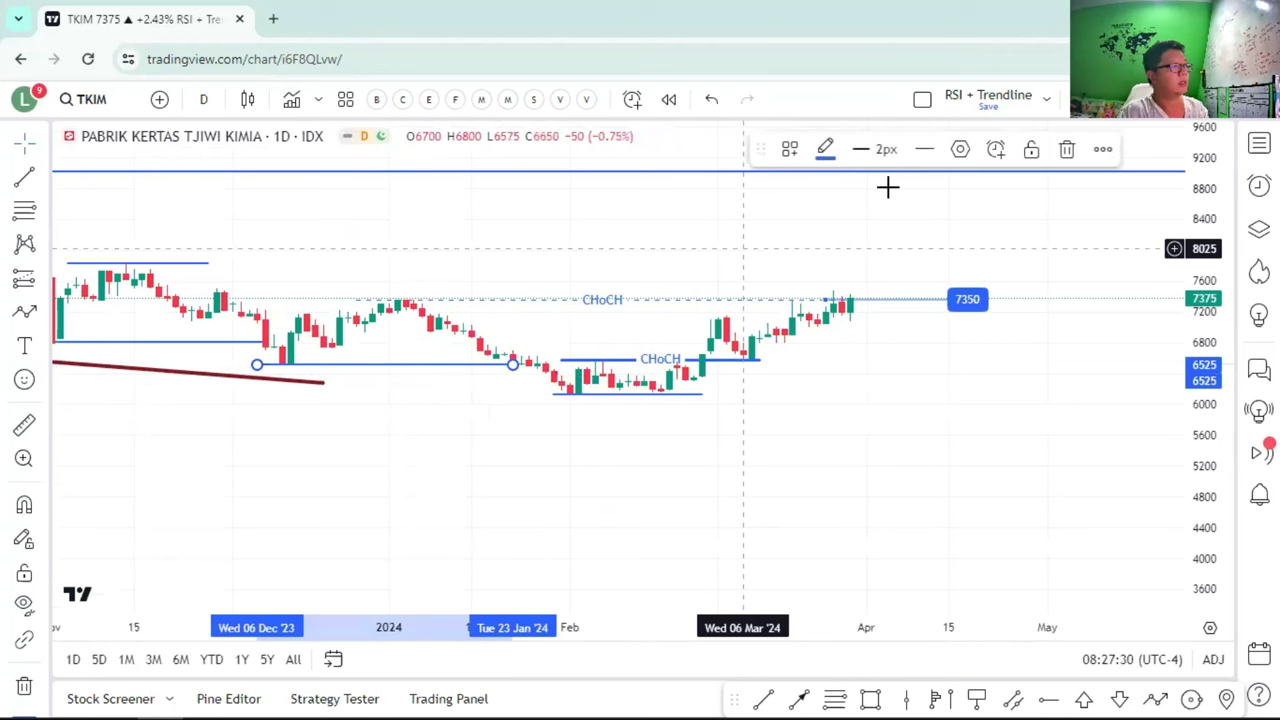 TKIM 7375 ▲ +2.43% RSI + Tre
tradingview.com/chart/i6F8QLvw/
L 9 TKIM D B C E F M M S V V RSI + Trendline
Save
PABRIK KERTAS TJIWI KIMIA · 1D · IDX D O6700 H6800 L6575 C6650 −50 (−0.75%)
2px
9600
9200
8800
8400
8025
7600
7375
7200
6800
6525
6525
6000
5600
5200
4800
4400
4000
3600
CHoCH
7350
CHoCH
15 Wed 06 Dec '23 2024 Tue 23 Jan '24 Feb Wed 06 Mar '24 Apr 15 May
1D 5D 1M 3M 6M YTD 1Y 5Y All 08:27:30 (UTC-4) ADJ
Stock Screener Pine Editor Strategy Tester Trading Panel